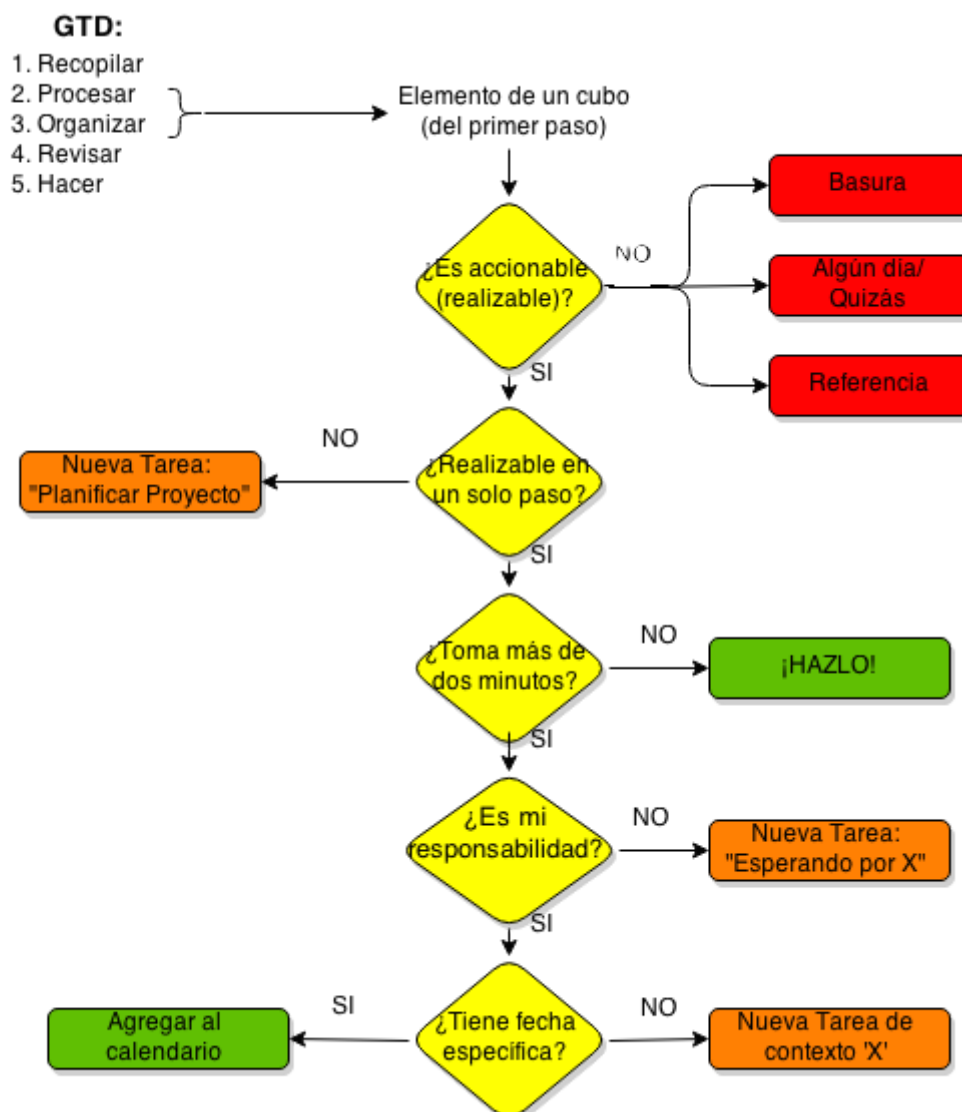 GTD:
1. Recopilar
2. Procesar
3. Organizar
4. Revisar
5. Hacer
Elemento de un cubo
(del primer paso)
¿Es accionable
(realizable)?
NO
Basura
Algún día/
Quizás
Referencia
SI
¿Realizable en
un solo paso?
NO
Nueva Tarea:
"Planificar Proyecto"
SI
¿Toma más de
dos minutos?
NO
¡HAZLO!
SI
¿Es mi
responsabilidad?
NO
Nueva Tarea:
"Esperando por X"
SI
¿Tiene fecha
específica?
SI
Agregar al
calendario
NO
Nueva Tarea de
contexto 'X'